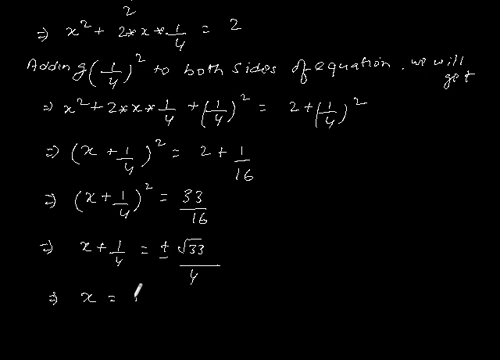 2
⇒ x² + 2*x*1/4 = 2
Adding (1/4)² to both sides of equation. we will get
⇒ x² + 2*x*1/4 + (1/4)² = 2 + (1/4)²
⇒ (x + 1/4)² = 2 + 1/16
⇒ (x + 1/4)² = 33/16
⇒ x + 1/4 = ± √33/4
⇒ x =